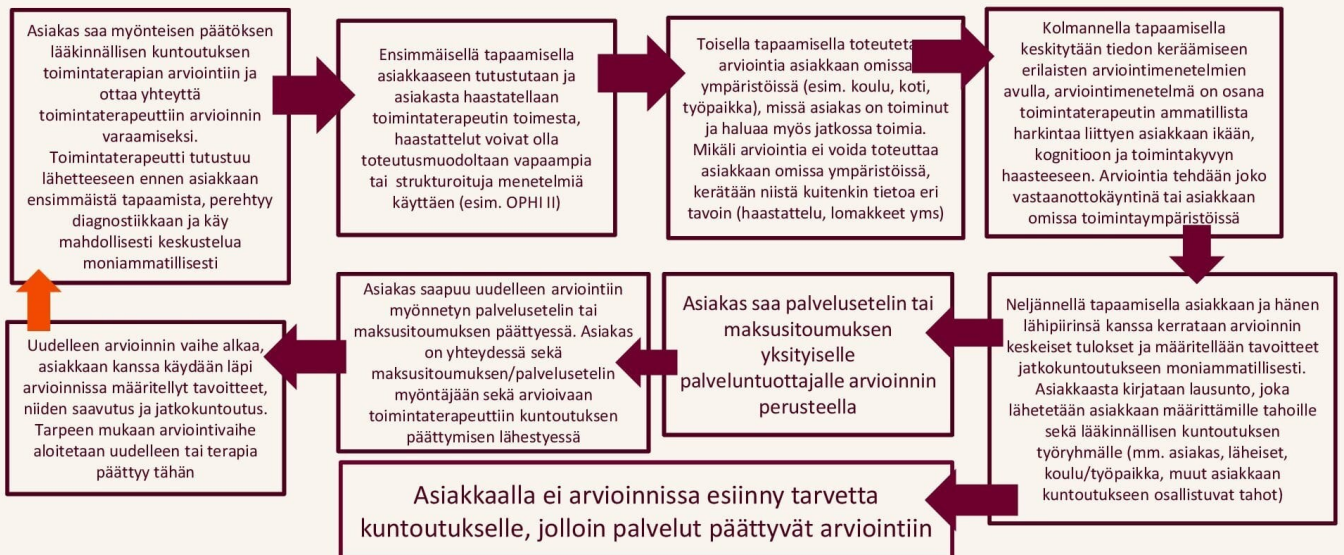 Asiakas saa myönteisen päätöksen
lääkinnällisen kuntoutuksen
toimintaterapian arviointiin ja
ottaa yhteyttä
toimintaterapeuttiin arvioinnin
varaamiseksi.
Toimintaterapeutti tutustuu
lähetteeseen ennen asiakkaan
ensimmäistä tapaamista, perehtyy
diagnostiikkaan ja käy
mahdollisesti keskustelua
moniammatillisesti
Ensimmäisellä tapaamisella
asiakkaaseen tutustutaan ja
asiakasta haastatellaan
toimintaterapeutin toimesta,
haastattelut voivat olla
toteutusmuodoltaan vapaampia
tai strukturoituja menetelmiä
käyttäen (esim. OPHI II)
Toisella tapaamisella toteuteta
arviointia asiakkaan omissa
ympäristöissä (esim. koulu, koti,
työpaikka), missä asiakas on toiminut
ja haluaa myös jatkossa toimia.
Mikäli arviointia ei voida toteuttaa
asiakkaan omissa ympäristöissä,
kerätään niistä kuitenkin tietoa eri
tavoin (haastattelu, lomakkeet yms)
Kolmannella tapaamisella
keskitytään tiedon keräämiseen
erilaisten arviointimenetelmien
avulla, arviointimenetelmä on osana
toimintaterapeutin ammatillista
harkintaa liittyen asiakkaan ikään,
kognitioon ja toimintakyvyn
haasteeseen. Arviointia tehdään joko
vastaanottokäyntinä tai asiakkaan
omissa toimintaympäristöissä
Neljännellä tapaamisella asiakkaan ja hänen
lähipiirinsä kanssa kerrataan arvioinnin
keskeiset tulokset ja määritellään tavoitteet
jatkokuntoutukseen moniammatillisesti.
Asiakkaasta kirjataan lausunto, joka
lähetetään asiakkaan määrittämille tahoille
sekä lääkinnällisen kuntoutuksen
työryhmälle (mm. asiakas, läheiset,
koulu/työpaikka, muut asiakkaan
kuntoutukseen osallistuvat tahot)
Asiakas saa palvelusetelin tai
maksusitoumuksen
yksityiselle
palveluntuottajalle arvioinnin
perusteella
Asiakas saapuu uudelleen arviointiin
myönnetyn palvelusetelin tai
maksusitoumuksen päättyessä. Asiakas
on yhteydessä sekä
maksusitoumuksen/palvelusetelin
myöntäjään sekä arvioivaan
toimintaterapeuttiin kuntoutuksen
päättymisen lähestyessä
Uudelleen arvioinnin vaihe alkaa,
asiakkaan kanssa käydään läpi
arvioinnissa määritellyt tavoitteet,
niiden saavutus ja jatkokuntoutus.
Tarpeen mukaan arviointivaihe
aloitetaan uudelleen tai terapia
päättyy tähän
Asiakkaalla ei arvioinnissa esiinny tarvetta
kuntoutukselle, jolloin palvelut päättyvät arviointiin